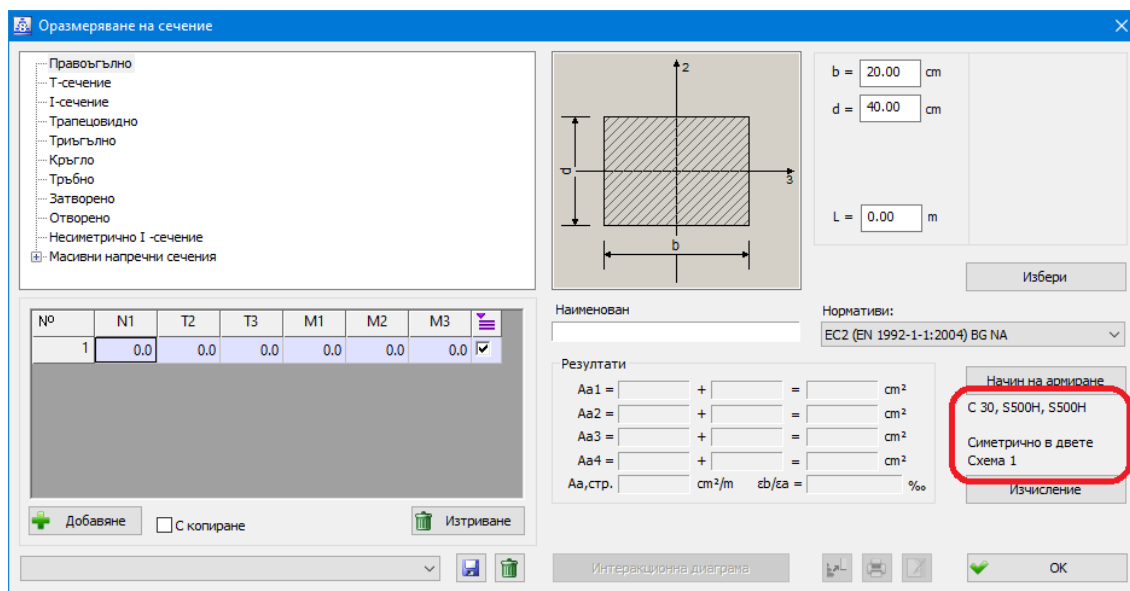 Оразмеряване на сечение
Правоъгълно
Т-сечение
I-сечение
Трапецовидно
Триъгълно
Кръгло
Тръбно
Затворено
Отворено
Несиметрично I -сечение
Масивни напречни сечения
2
3
d
b
b = 20.00 cm
d = 40.00 cm
L = 0.00 m
Избери
Nº N1 T2 T3 M1 M2 M3
1 0.0 0.0 0.0 0.0 0.0 0.0
Добавяне
С копиране
Изтриване
Наименован
Нормативи:
EC2 (EN 1992-1-1:2004) BG NA
Резултати
Aa1 = + = cm²
Aa2 = + = cm²
Aa3 = + = cm²
Aa4 = + = cm²
Аа,стр. cm²/m εb/εa = ‰
Начин на армиране
C 30, S500H, S500H
Симетрично в двете
Схема 1
Изчисление
Интеракционна диаграма
OK